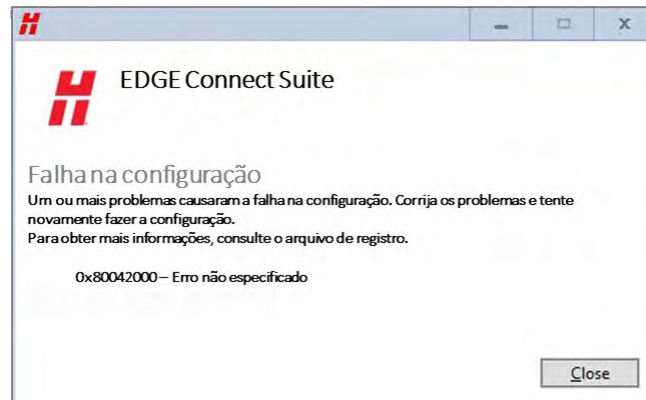 EDGE Connect Suite
Falha na configuração
Um ou mais problemas causaram a falha na configuração. Corrija os problemas e tente
novamente fazer a configuração.
Para obter mais informações, consulte o arquivo de registro.
0x80042000 – Erro não especificado
Close